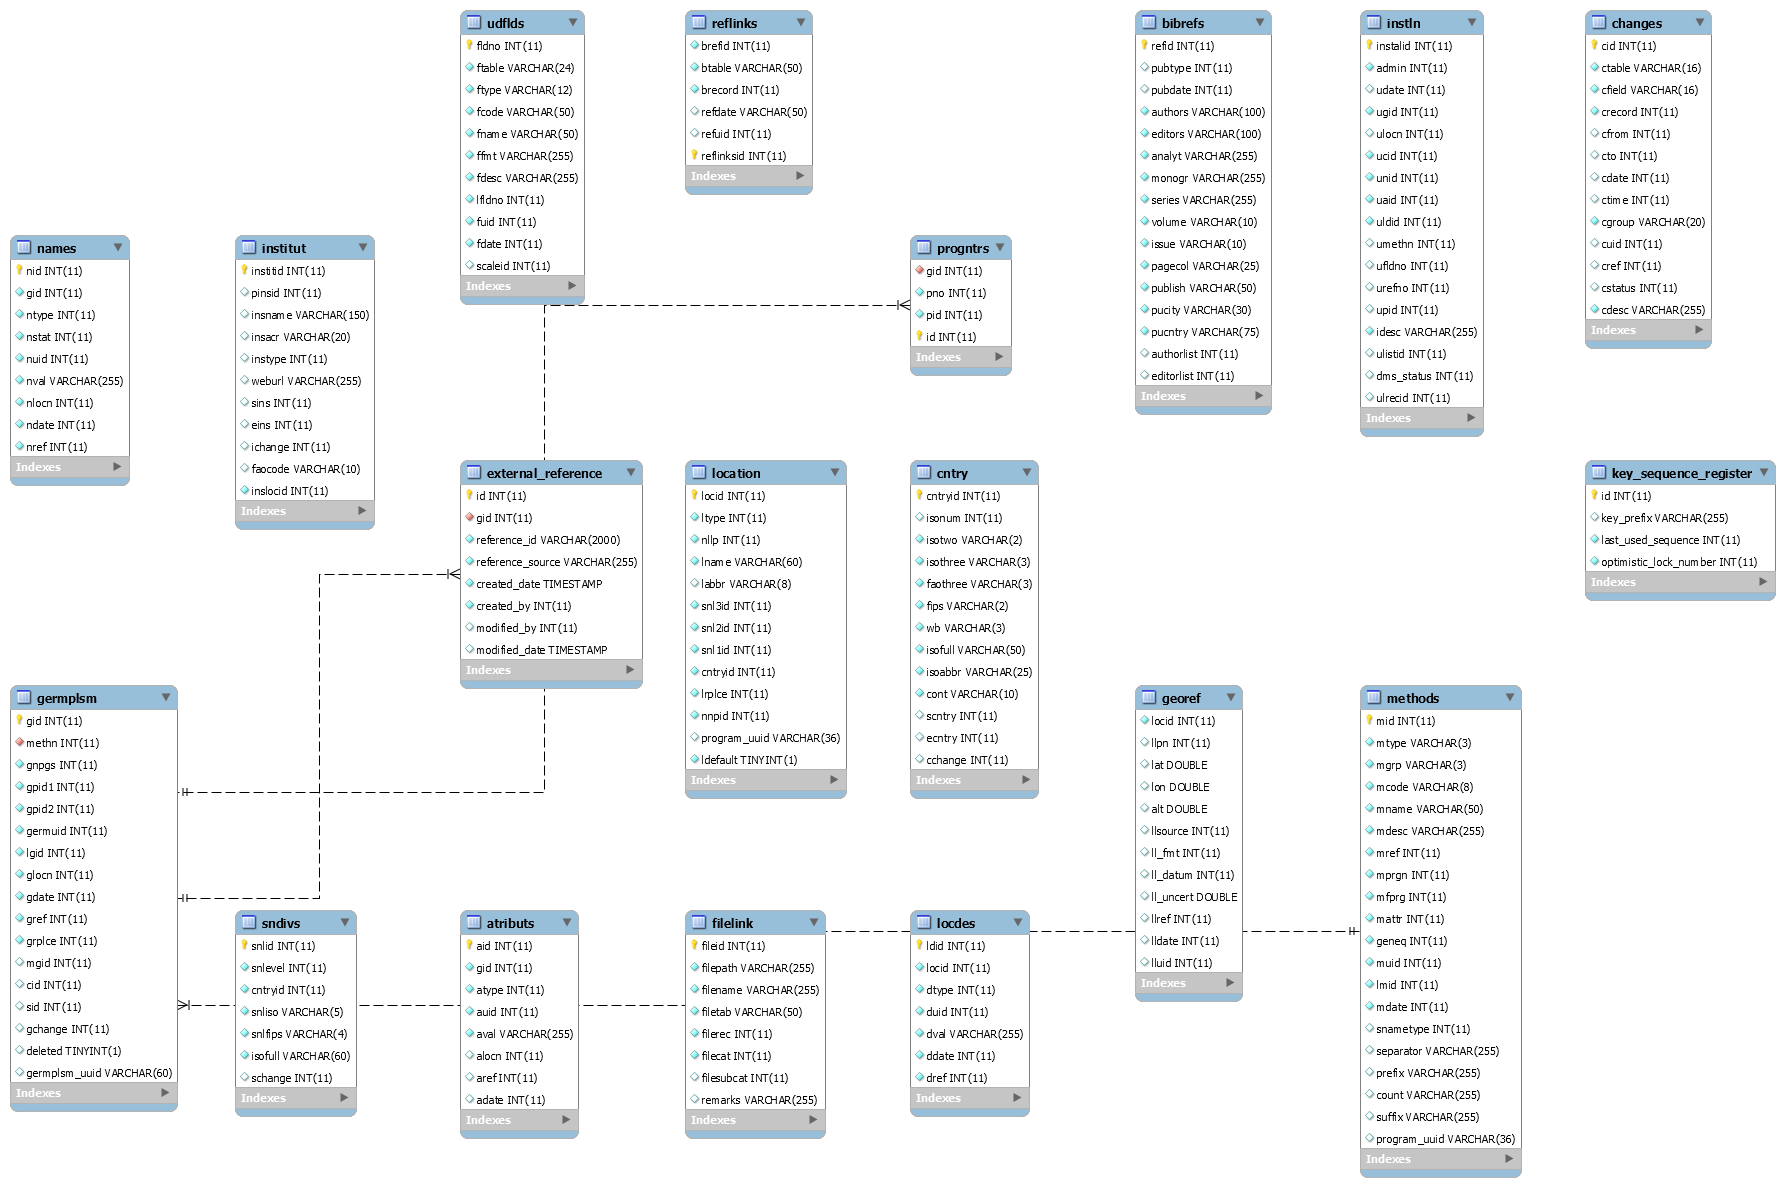 udflds
fldno INT(11)
ftable VARCHAR(24)
ftype VARCHAR(12)
fcode VARCHAR(50)
fname VARCHAR(50)
ffmt VARCHAR(255)
fdesc VARCHAR(255)
lfldno INT(11)
fuid INT(11)
fdate INT(11)
scaleid INT(11)
Indexes
reflinks
brefid INT(11)
btable VARCHAR(50)
brecord INT(11)
refdate VARCHAR(50)
refuid INT(11)
reflinksid INT(11)
Indexes
bibrefs
refid INT(11)
pubtype INT(11)
pubdate INT(11)
authors VARCHAR(100)
editors VARCHAR(100)
analyt VARCHAR(255)
monogr VARCHAR(255)
series VARCHAR(255)
volume VARCHAR(10)
issue VARCHAR(10)
pagecol VARCHAR(25)
publish VARCHAR(50)
pucity VARCHAR(30)
pucntry VARCHAR(75)
authorlist INT(11)
editorlist INT(11)
Indexes
instln
instalid INT(11)
admin INT(11)
udate INT(11)
ugid INT(11)
ulocn INT(11)
ucid INT(11)
unid INT(11)
uaid INT(11)
uldid INT(11)
umethn INT(11)
ufldno INT(11)
urefno INT(11)
upid INT(11)
idesc VARCHAR(255)
ulistid INT(11)
dms_status INT(11)
ulrecid INT(11)
Indexes
changes
cid INT(11)
ctable VARCHAR(16)
cfield VARCHAR(16)
crecord INT(11)
cfrom INT(11)
cto INT(11)
cdate INT(11)
ctime INT(11)
cgroup VARCHAR(20)
cuid INT(11)
cref INT(11)
cstatus INT(11)
cdesc VARCHAR(255)
Indexes
names
nid INT(11)
gid INT(11)
ntype INT(11)
nstat INT(11)
nuid INT(11)
nval VARCHAR(255)
nlocn INT(11)
ndate INT(11)
nref INT(11)
Indexes
institut
institid INT(11)
pinsid INT(11)
insname VARCHAR(150)
insacr VARCHAR(20)
instype INT(11)
weburl VARCHAR(255)
sins INT(11)
eins INT(11)
ichange INT(11)
faocode VARCHAR(10)
inslocid INT(11)
Indexes
progntrs
gid INT(11)
pno INT(11)
pid INT(11)
id INT(11)
Indexes
external_reference
id INT(11)
gid INT(11)
reference_id VARCHAR(2000)
reference_source VARCHAR(255)
created_date TIMESTAMP
created_by INT(11)
modified_by INT(11)
modified_date TIMESTAMP
Indexes
location
locid INT(11)
ltype INT(11)
nllp INT(11)
lname VARCHAR(60)
labbr VARCHAR(8)
snl3id INT(11)
snl2id INT(11)
snl1id INT(11)
cntryid INT(11)
lrplce INT(11)
nnpid INT(11)
program_uuid VARCHAR(36)
ldefault TINYINT(1)
Indexes
cntry
cntryid INT(11)
isonum INT(11)
isotwo VARCHAR(2)
isothree VARCHAR(3)
faothree VARCHAR(3)
fips VARCHAR(2)
wb VARCHAR(3)
isofull VARCHAR(50)
isoabbr VARCHAR(25)
cont VARCHAR(10)
scntry INT(11)
ecntry INT(11)
cchange INT(11)
Indexes
key_sequence_register
id INT(11)
key_prefix VARCHAR(255)
last_used_sequence INT(11)
optimistic_lock_number INT(11)
Indexes
germplsm
gid INT(11)
methn INT(11)
gnpgs INT(11)
gpid1 INT(11)
gpid2 INT(11)
germuid INT(11)
lgid INT(11)
glocn INT(11)
gdate INT(11)
gref INT(11)
grplce INT(11)
mgid INT(11)
cid INT(11)
sid INT(11)
gchange INT(11)
deleted TINYINT(1)
germplsm_uuid VARCHAR(60)
Indexes
georef
locid INT(11)
llpn INT(11)
lat DOUBLE
lon DOUBLE
alt DOUBLE
llsource INT(11)
ll_fmt INT(11)
ll_datum INT(11)
ll_uncert DOUBLE
llref INT(11)
lldate INT(11)
lluid INT(11)
Indexes
methods
mid INT(11)
mtype VARCHAR(3)
mgrp VARCHAR(3)
mcode VARCHAR(8)
mname VARCHAR(50)
mdesc VARCHAR(255)
mref INT(11)
mprgn INT(11)
mfprg INT(11)
mattr INT(11)
geneq INT(11)
muid INT(11)
lmid INT(11)
mdate INT(11)
snametype INT(11)
separator VARCHAR(255)
prefix VARCHAR(255)
count VARCHAR(255)
suffix VARCHAR(255)
program_uuid VARCHAR(36)
Indexes
sndivs
snlid INT(11)
snlevel INT(11)
cntryid INT(11)
snliso VARCHAR(5)
snlfips VARCHAR(4)
isofull VARCHAR(60)
schange INT(11)
Indexes
atributs
aid INT(11)
gid INT(11)
atype INT(11)
auid INT(11)
aval VARCHAR(255)
alocn INT(11)
aref INT(11)
adate INT(11)
Indexes
filelink
fileid INT(11)
filepath VARCHAR(255)
filename VARCHAR(255)
filetab VARCHAR(50)
filerec INT(11)
filecat INT(11)
filesubcat INT(11)
remarks VARCHAR(255)
Indexes
locdes
ldid INT(11)
locid INT(11)
dtype INT(11)
duid INT(11)
dval VARCHAR(255)
ddate INT(11)
dref INT(11)
Indexes